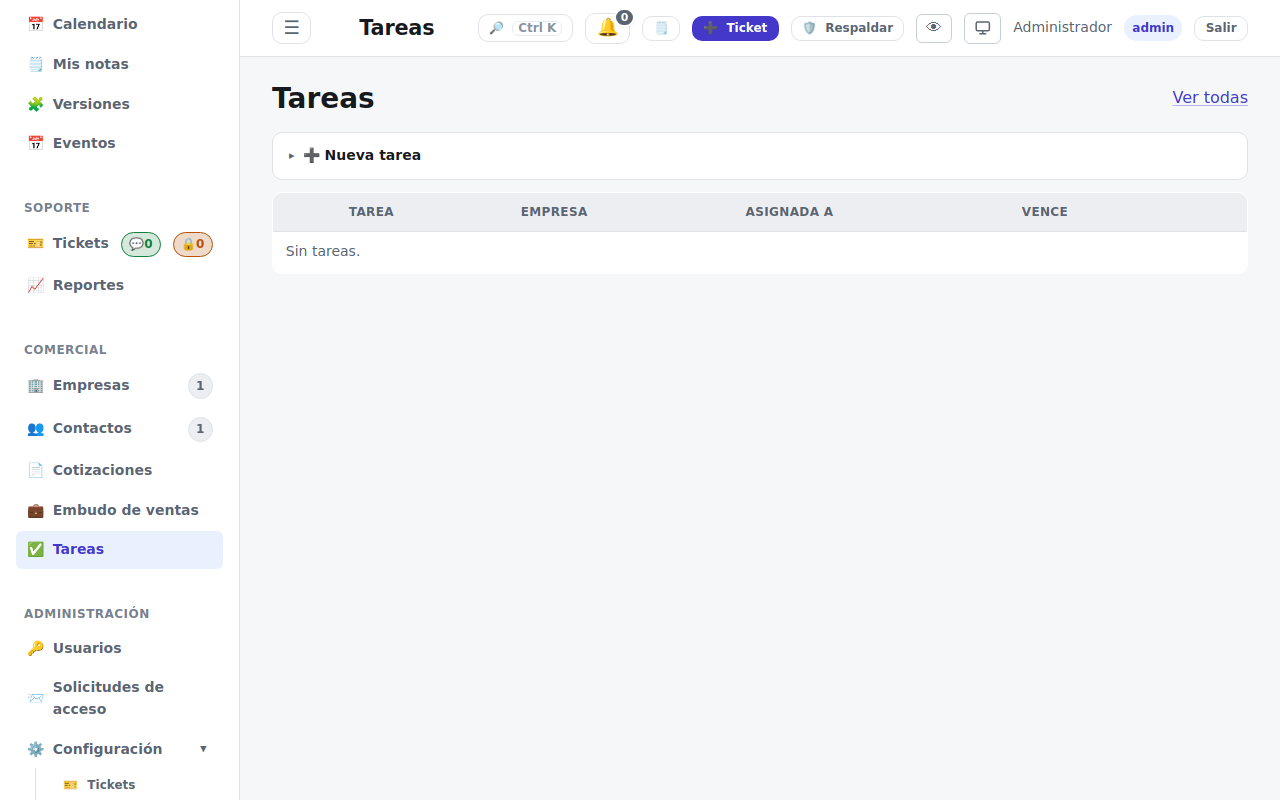 Calendario
Mis notas
Versiones
Eventos
SOPORTE
Tickets 0 0
Reportes
COMERCIAL
Empresas 1
Contactos 1
Cotizaciones
Embudo de ventas
Tareas
ADMINISTRACIÓN
Usuarios
Solicitudes de
acceso
Configuración
Tickets
Tareas Ctrl K 0 Ticket Respaldar Administrador admin Salir
Tareas Ver todas
Nueva tarea
TAREA EMPRESA ASIGNADA A VENCE
Sin tareas.